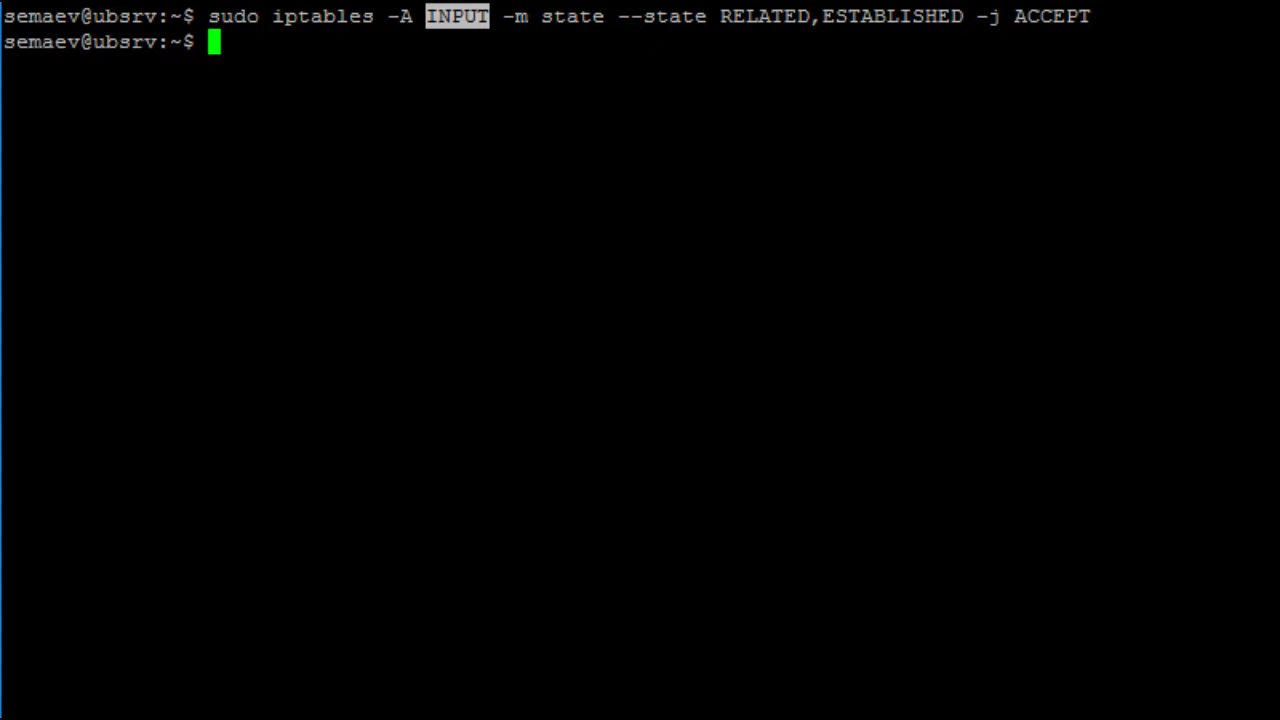 semaev@ubsrv:~$ sudo iptables -A INPUT -m state --state RELATED,ESTABLISHED -j ACCEPT
semaev@ubsrv:~$